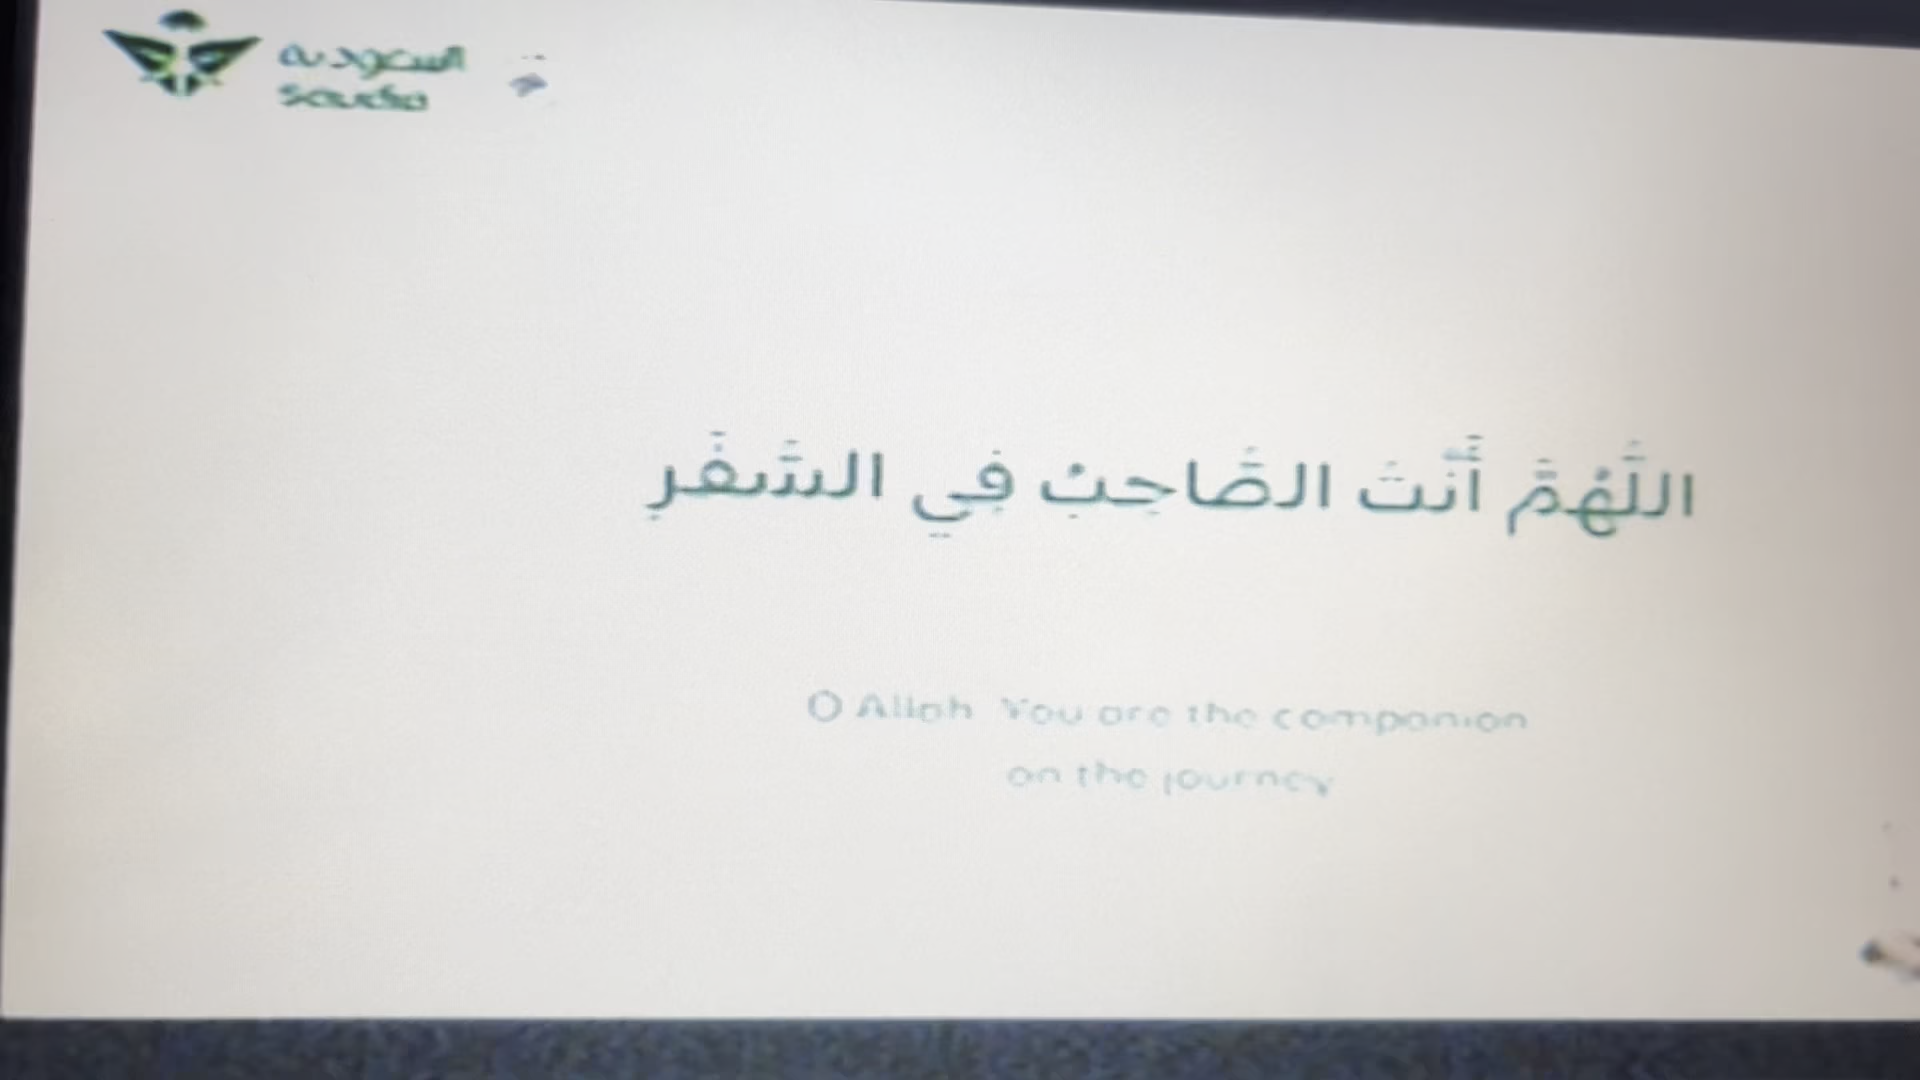 السعودية
Saudia
اللَّهُمَّ أَنْتَ الصَّاحِبُ فِي السَّفَرِ
O Allah You are the companion
on the journey